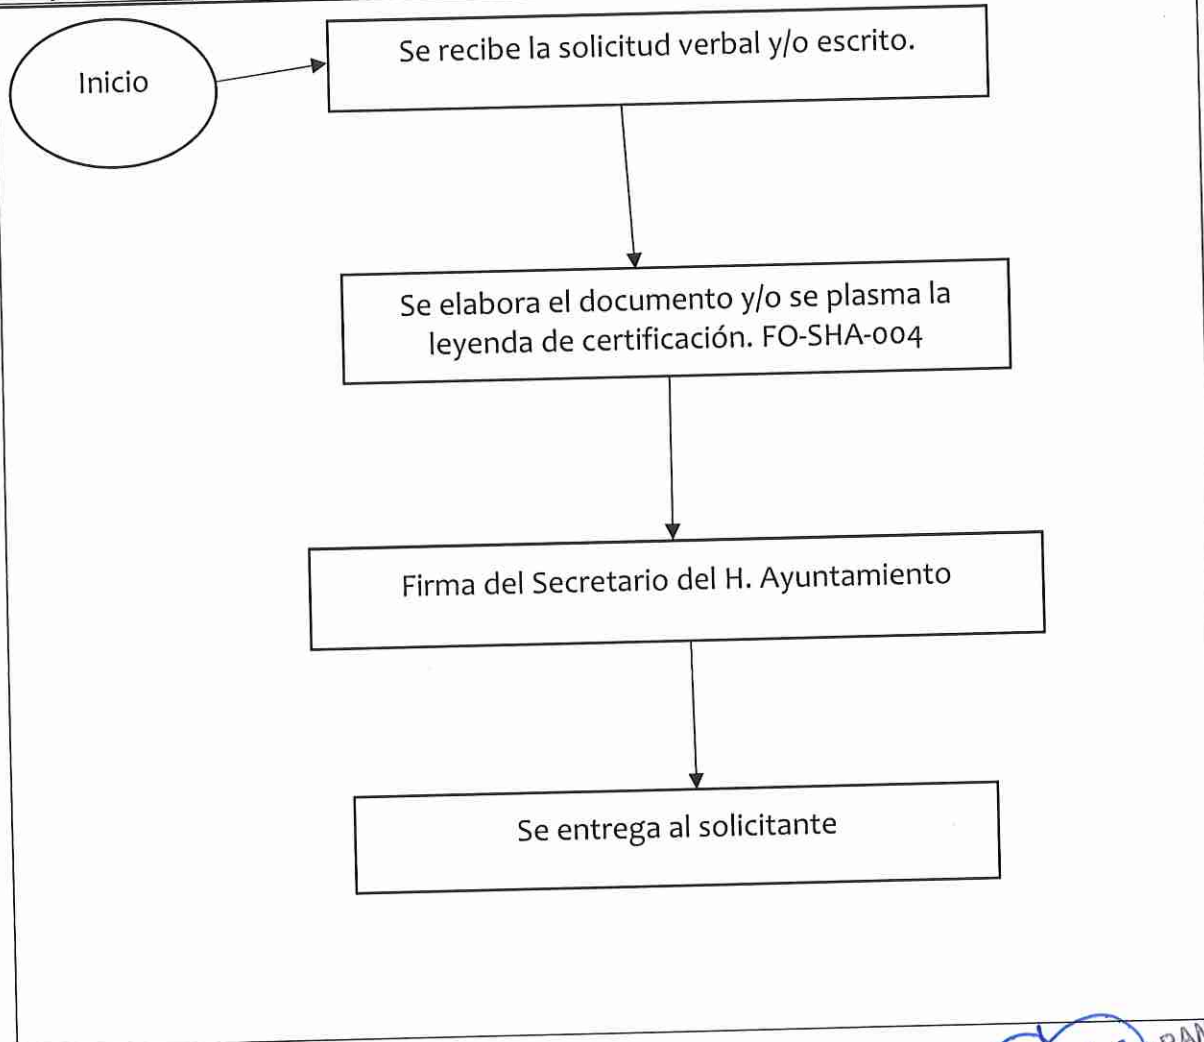 Inicio
Se recibe la solicitud verbal y/o escrito.
Se elabora el documento y/o se plasma la
leyenda de certificación. FO-SHA-004
Firma del Secretario del H. Ayuntamiento
Se entrega al solicitante